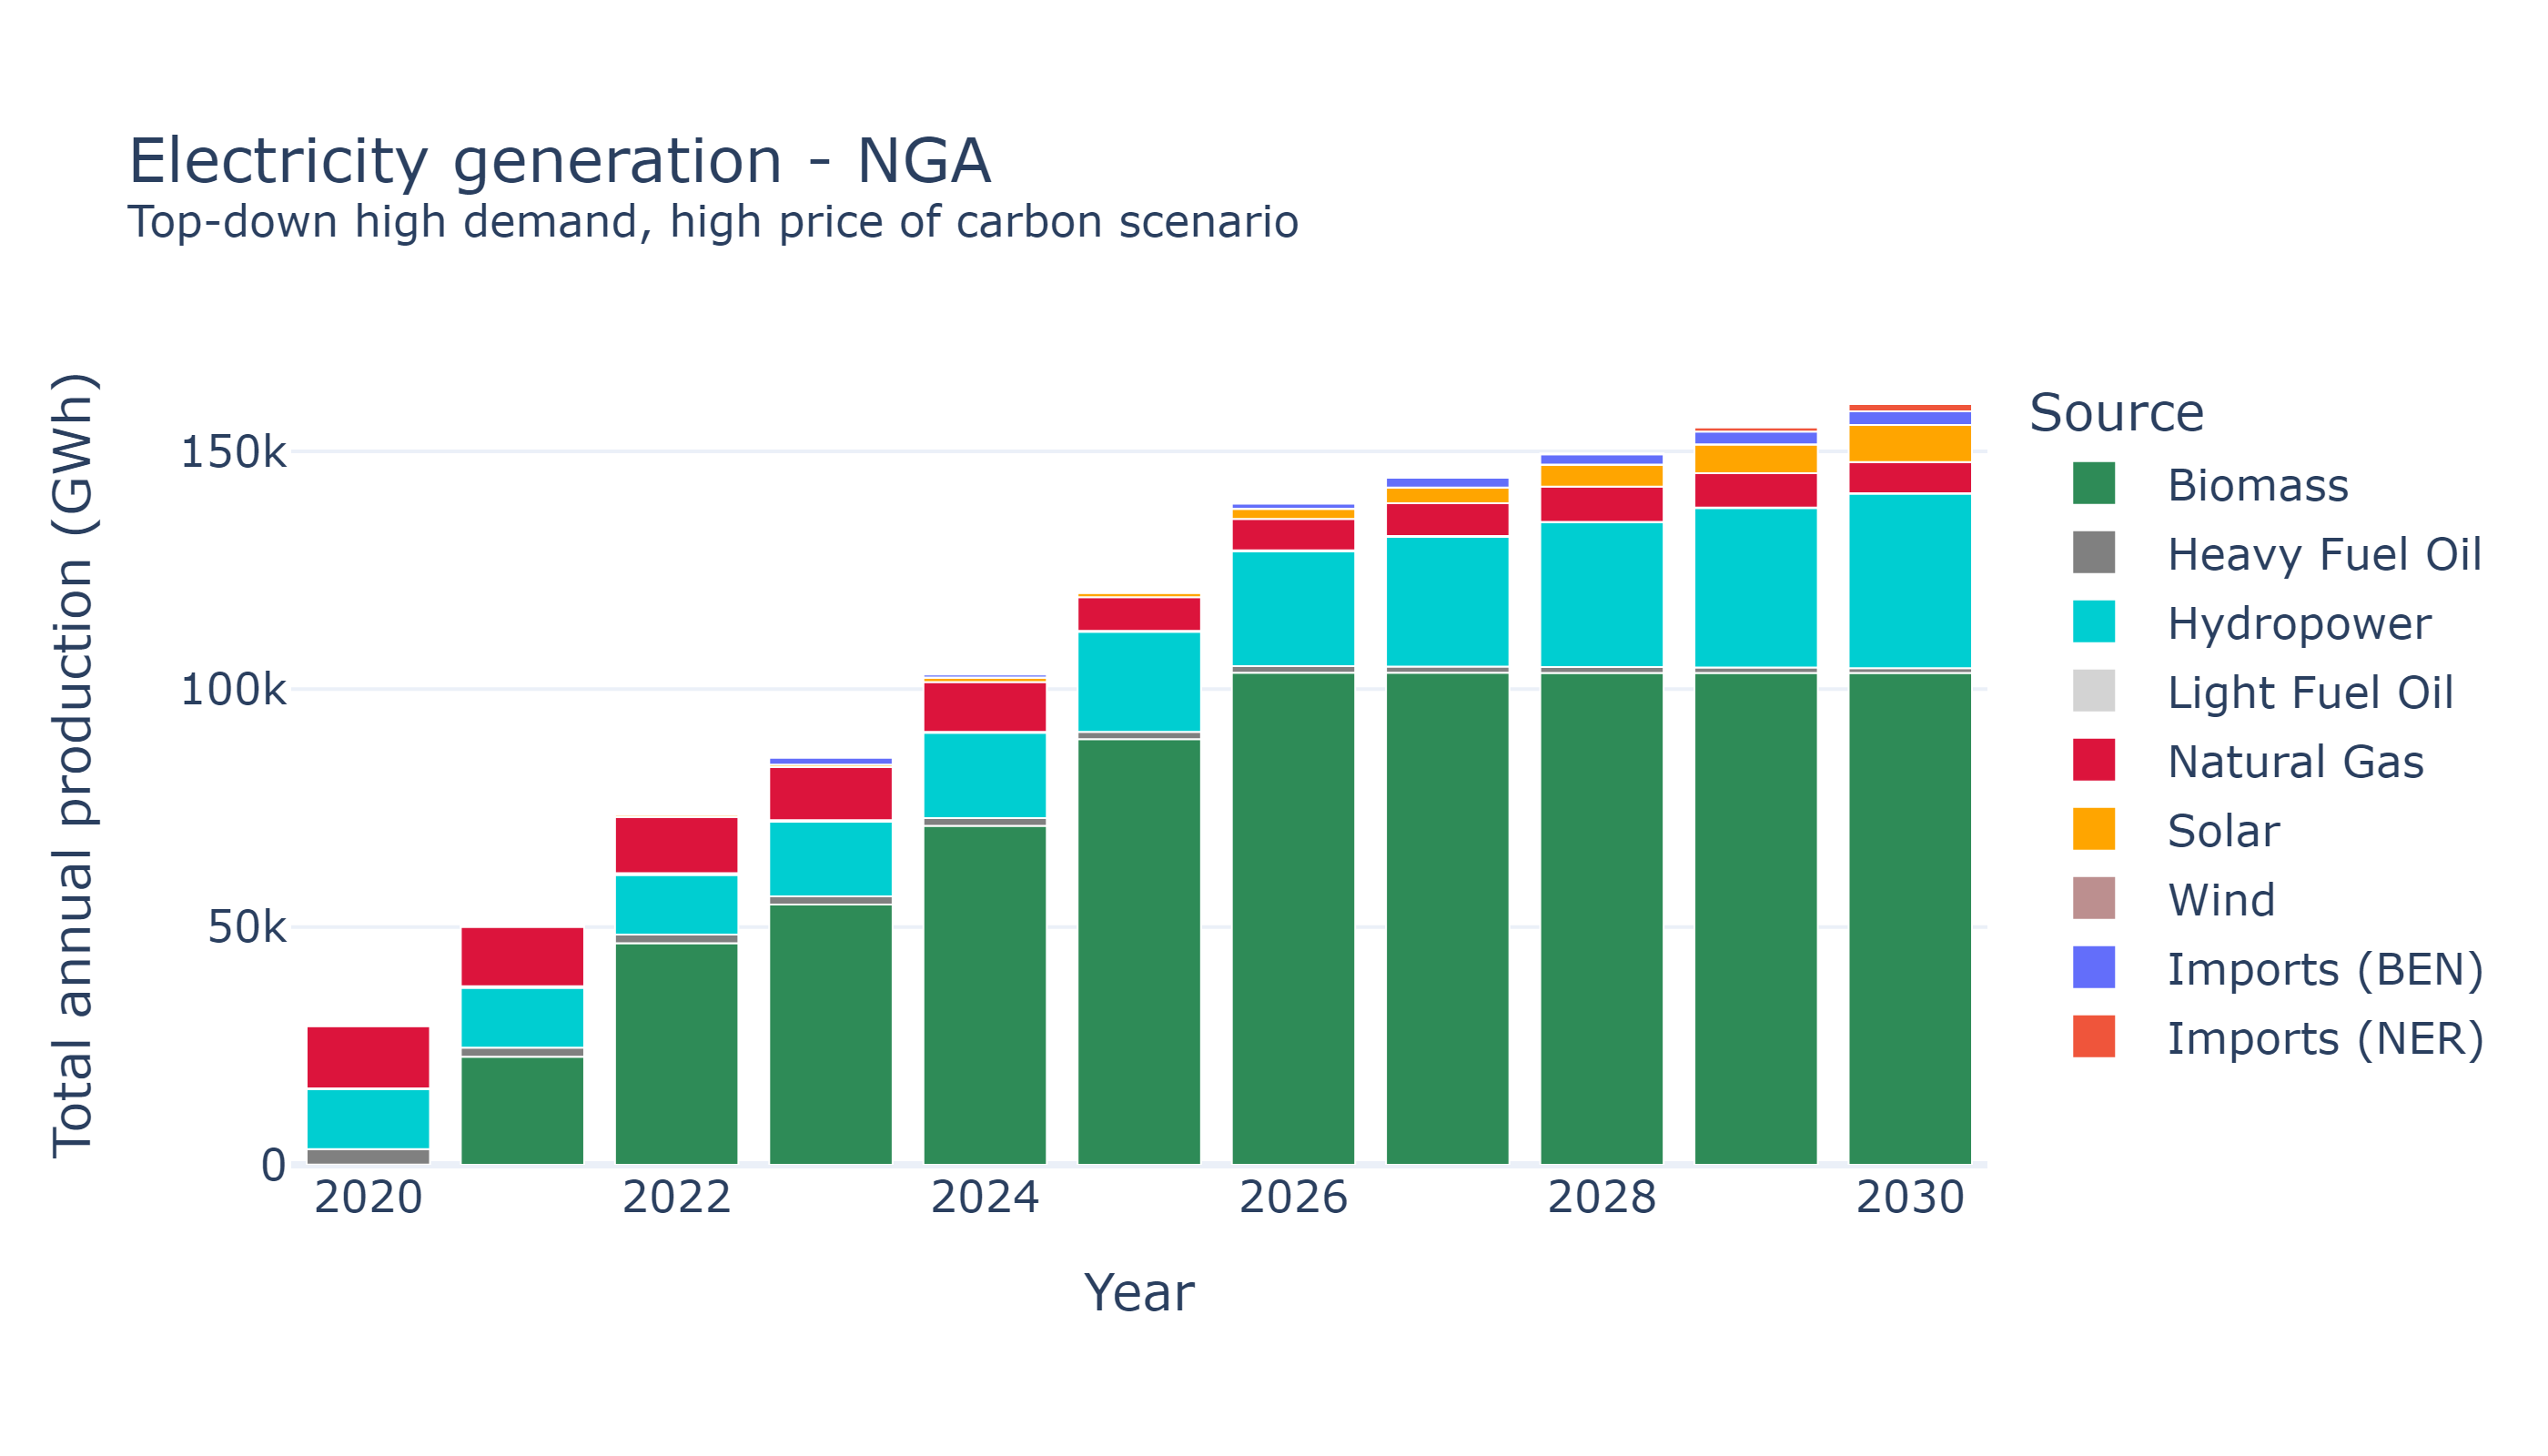 Electricity generation - NGA
Top-down high demand, high price of carbon scenario
Total annual production (GWh)
150k
100k
50k
0
2020
2022
2024
2026
2028
2030
Year
Source
Biomass
Heavy Fuel Oil
Hydropower
Light Fuel Oil
Natural Gas
Solar
Wind
Imports (BEN)
Imports (NER)